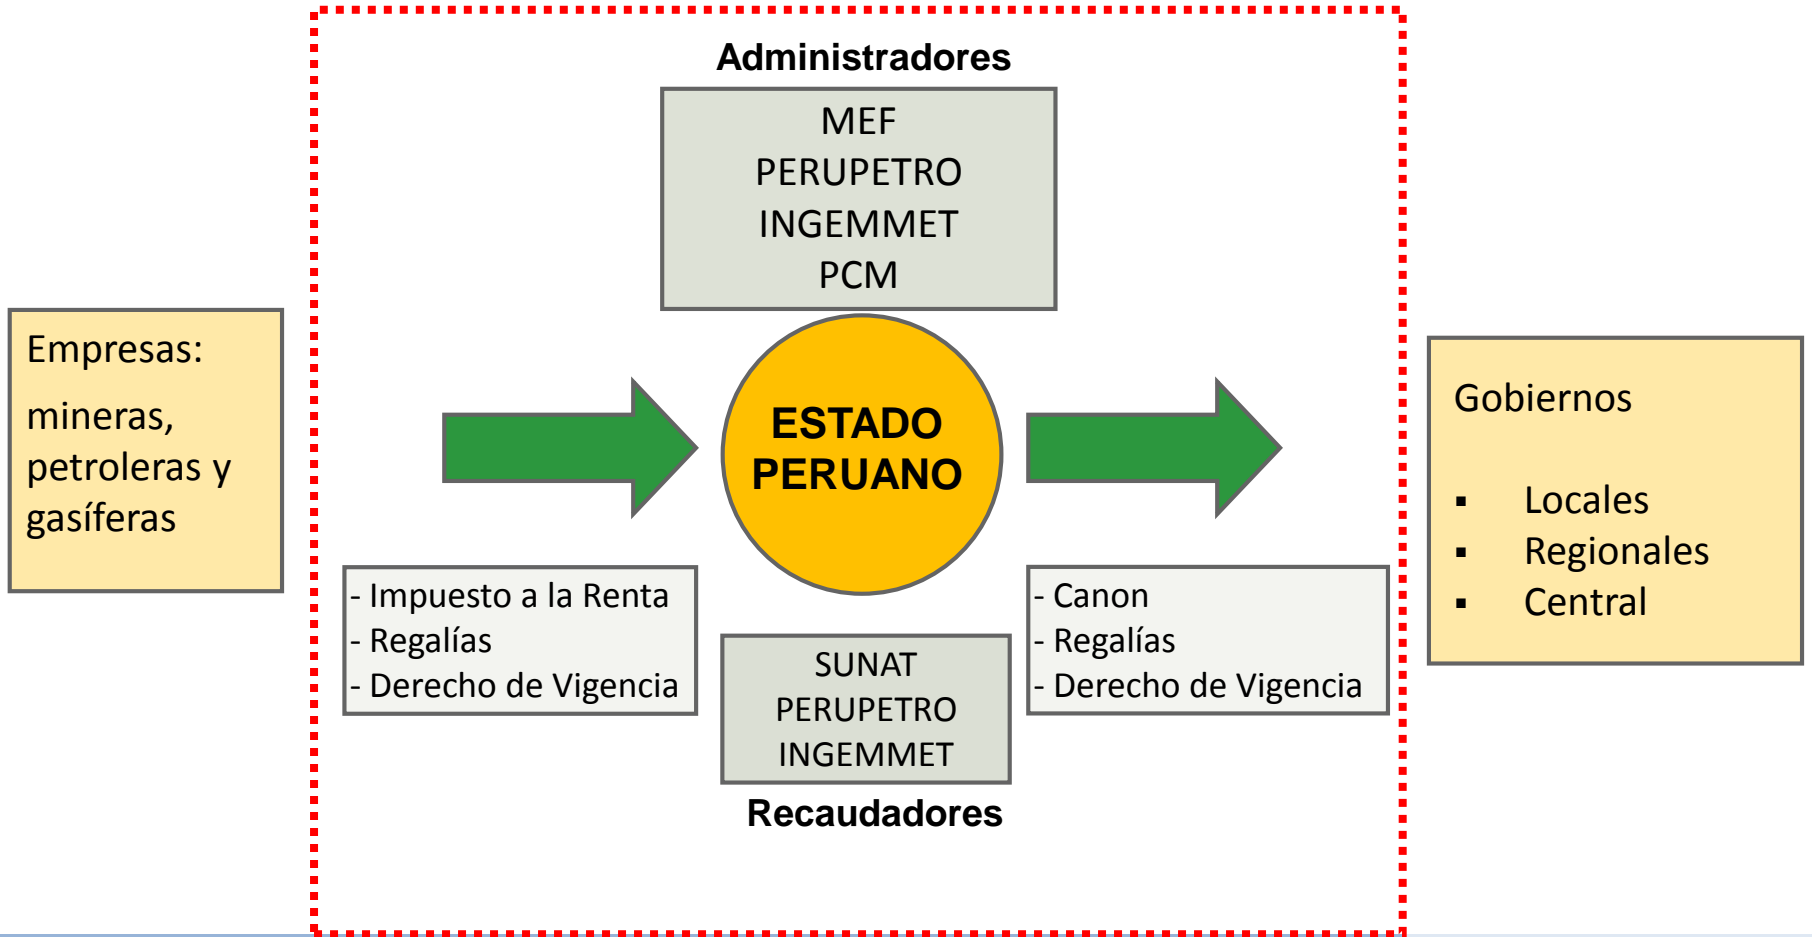 Administradores
MEF
PERUPETRO
INGEMMET
PCM
Empresas:
mineras,
petroleras y
gasíferas
ESTADO
PERUANO
Gobiernos
▪ Locales
▪ Regionales
▪ Central
- Impuesto a la Renta
- Regalías
- Derecho de Vigencia
- Canon
- Regalías
- Derecho de Vigencia
SUNAT
PERUPETRO
INGEMMET
Recaudadores